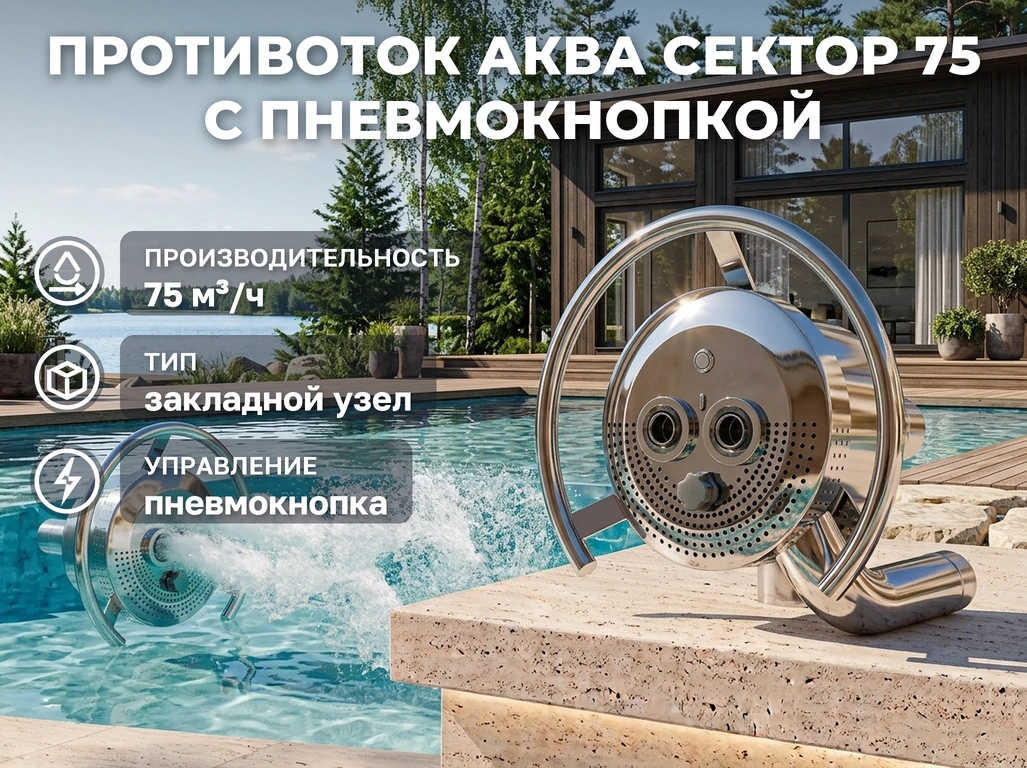 ПРОТИВОТОК АКВА СЕКТОР 75
С ПНЕВМОКНОПКОЙ
ПРОИЗВОДИТЕЛЬНОСТЬ
75 м³/ч
ТИП
закладной узел
УПРАВЛЕНИЕ
пневмокнопка